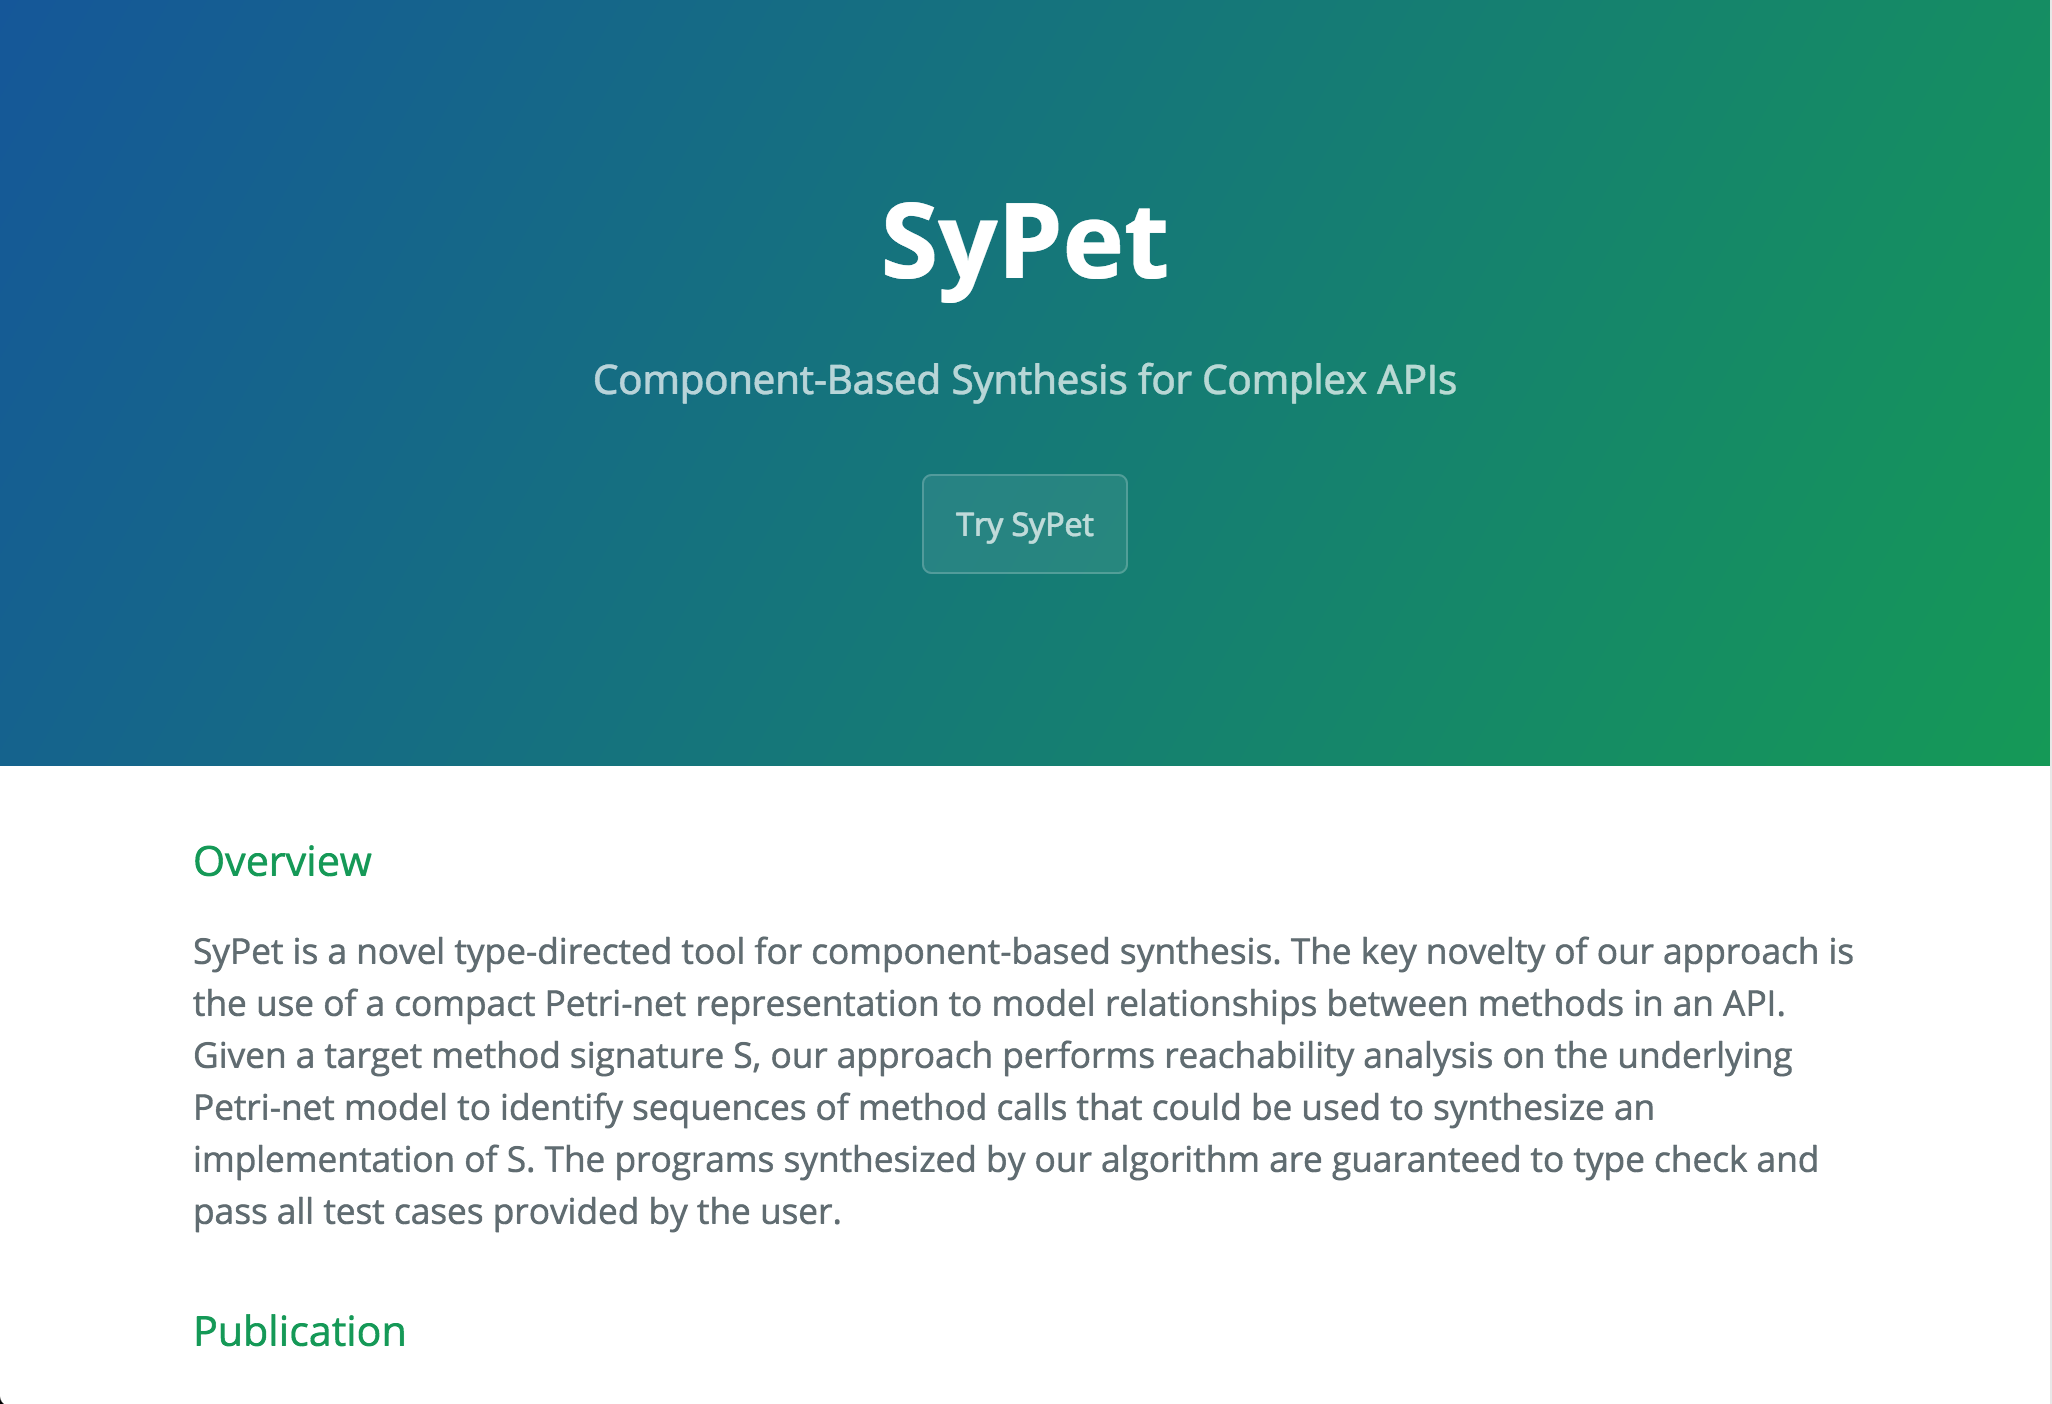 SyPet
Component-Based Synthesis for Complex APIs
Try SyPet
Overview
SyPet is a novel type-directed tool for component-based synthesis. The key novelty of our approach is
the use of a compact Petri-net representation to model relationships between methods in an API.
Given a target method signature S, our approach performs reachability analysis on the underlying
Petri-net model to identify sequences of method calls that could be used to synthesize an
implementation of S. The programs synthesized by our algorithm are guaranteed to type check and
pass all test cases provided by the user.
Publication